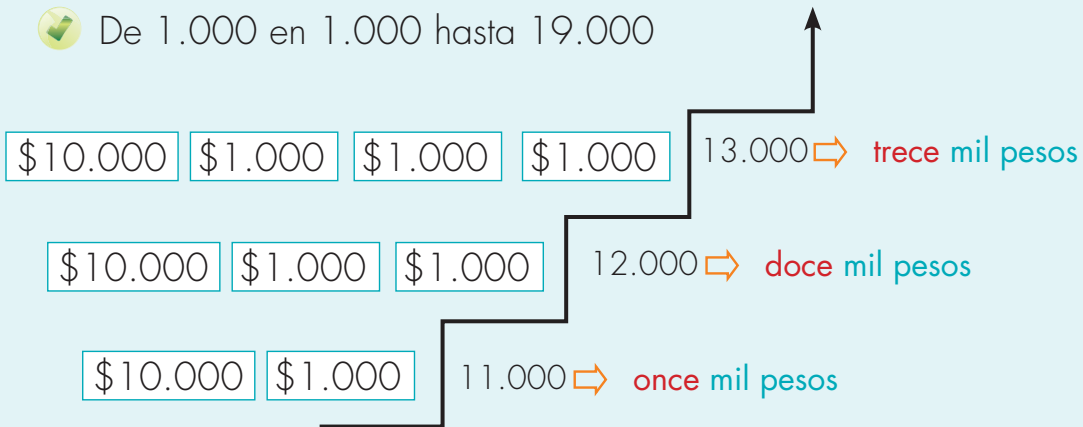 De 1.000 en 1.000 hasta 19.000
$10.000 $1.000 $1.000 $1.000 13.000 trece mil pesos
$10.000 $1.000 $1.000 12.000 doce mil pesos
$10.000 $1.000 11.000 once mil pesos